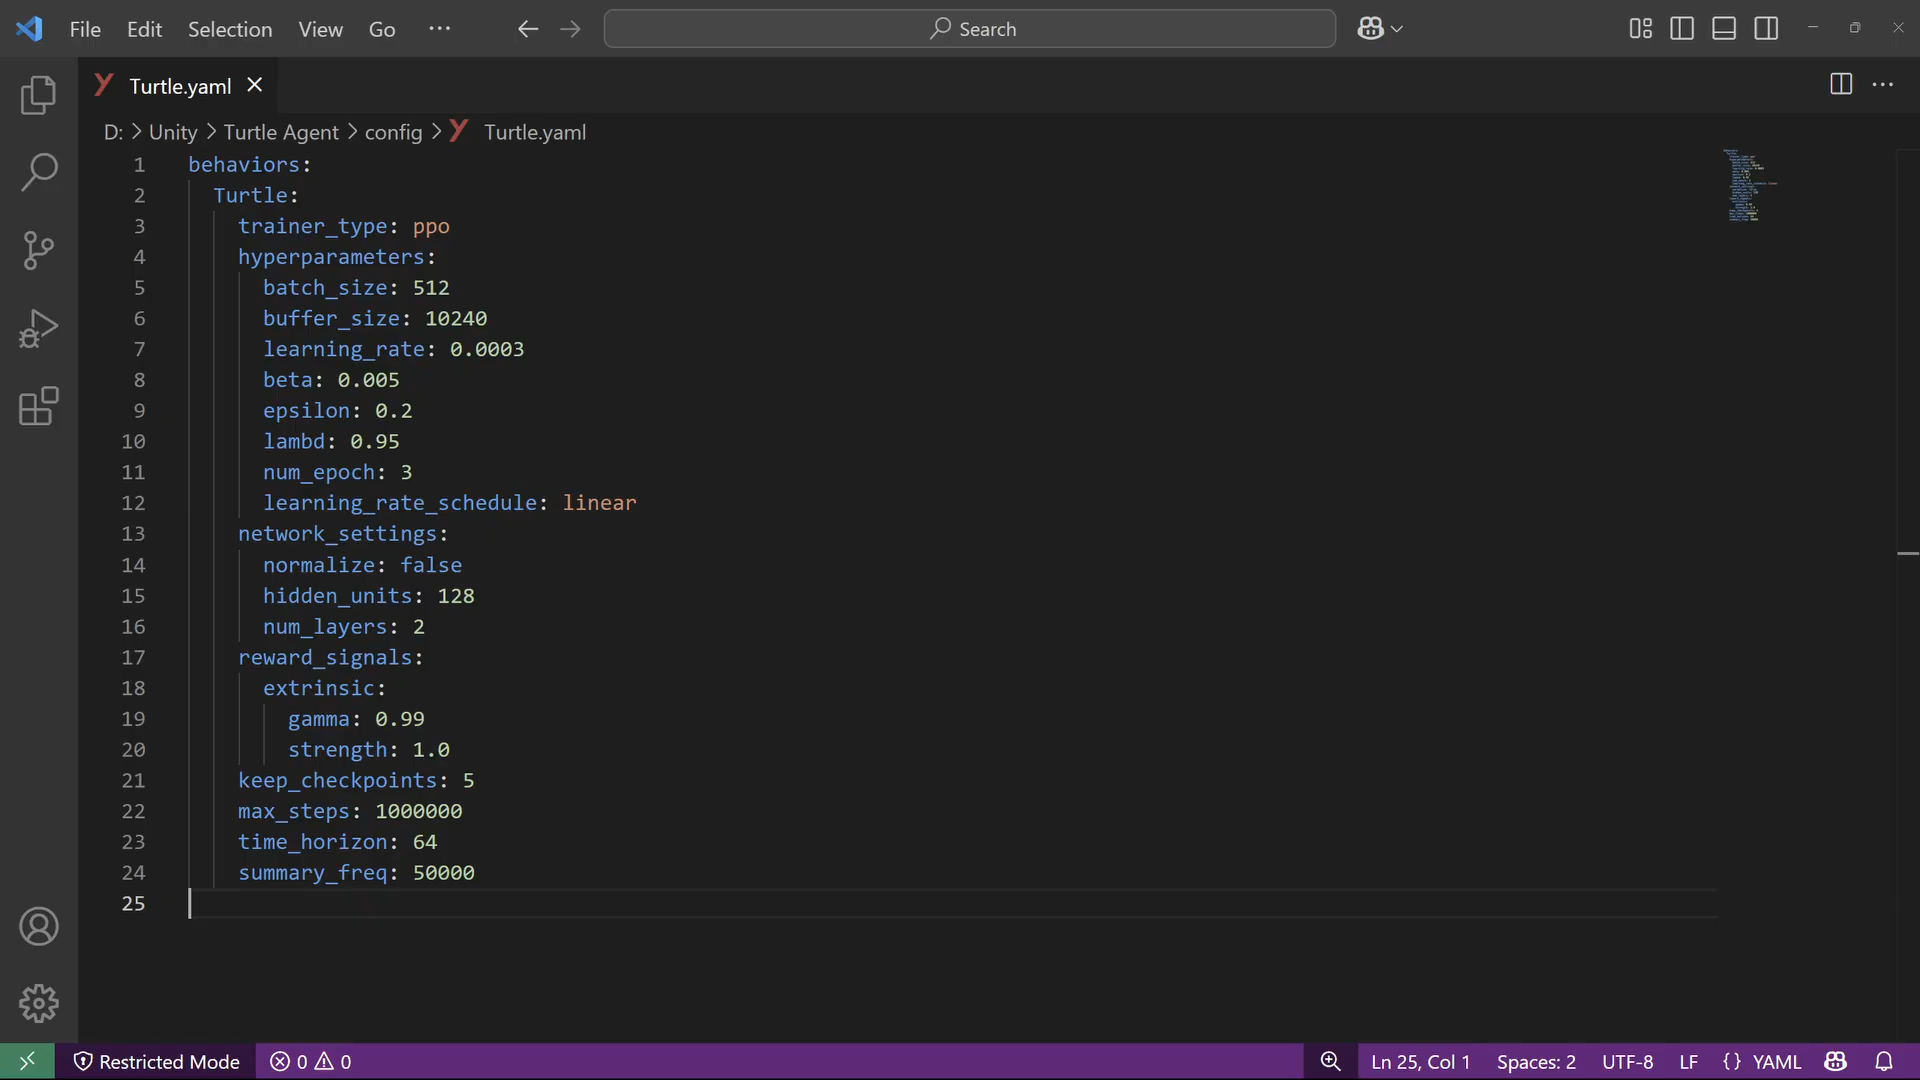 File Edit Selection View Go ··· Search
Turtle.yaml
D: > Unity > Turtle Agent > config > Turtle.yaml
1 behaviors:
2 Turtle:
3 trainer_type: ppo
4 hyperparameters:
5 batch_size: 512
6 buffer_size: 10240
7 learning_rate: 0.0003
8 beta: 0.005
9 epsilon: 0.2
10 lambd: 0.95
11 num_epoch: 3
12 learning_rate_schedule: linear
13 network_settings:
14 normalize: false
15 hidden_units: 128
16 num_layers: 2
17 reward_signals:
18 extrinsic:
19 gamma: 0.99
20 strength: 1.0
21 keep_checkpoints: 5
22 max_steps: 1000000
23 time_horizon: 64
24 summary_freq: 50000
25
Restricted Mode 0 0 Ln 25, Col 1 Spaces: 2 UTF-8 LF {} YAML